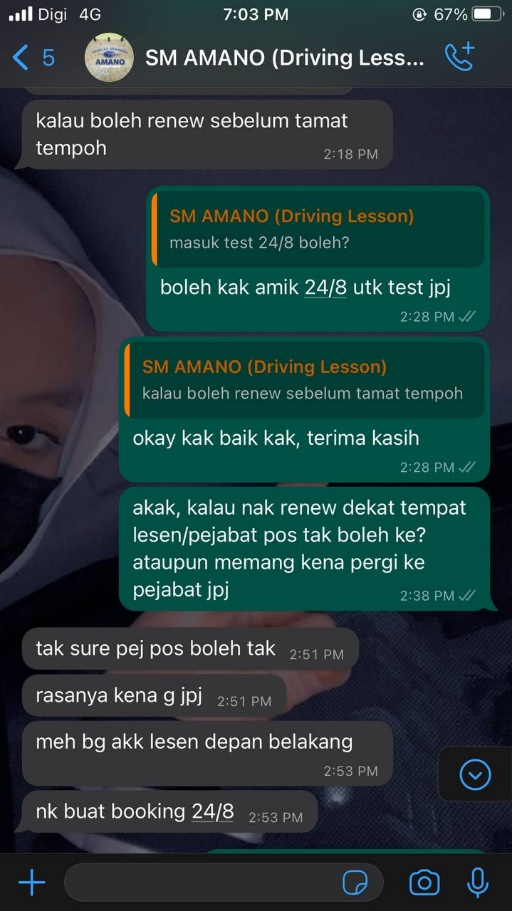 Digi 4G
7:03 PM
67%
5
AMANO
SM AMANO (Driving Less...
kalau boleh renew sebelum tamat
tempoh
2:18 PM
SM AMANO (Driving Lesson)
masuk test 24/8 boleh?
boleh kak amik 24/8 utk test jpj
2:28 PM
SM AMANO (Driving Lesson)
kalau boleh renew sebelum tamat tempoh
okay kak baik kak, terima kasih
2:28 PM
akak, kalau nak renew dekat tempat
lesen/pejabat pos tak boleh ke?
ataupun memang kena pergi ke
pejabat jpj
2:38 PM
tak sure pej pos boleh tak
2:51 PM
rasanya kena g jpj
2:51 PM
meh bg akk lesen depan belakang
2:53 PM
nk buat booking 24/8
2:53 PM